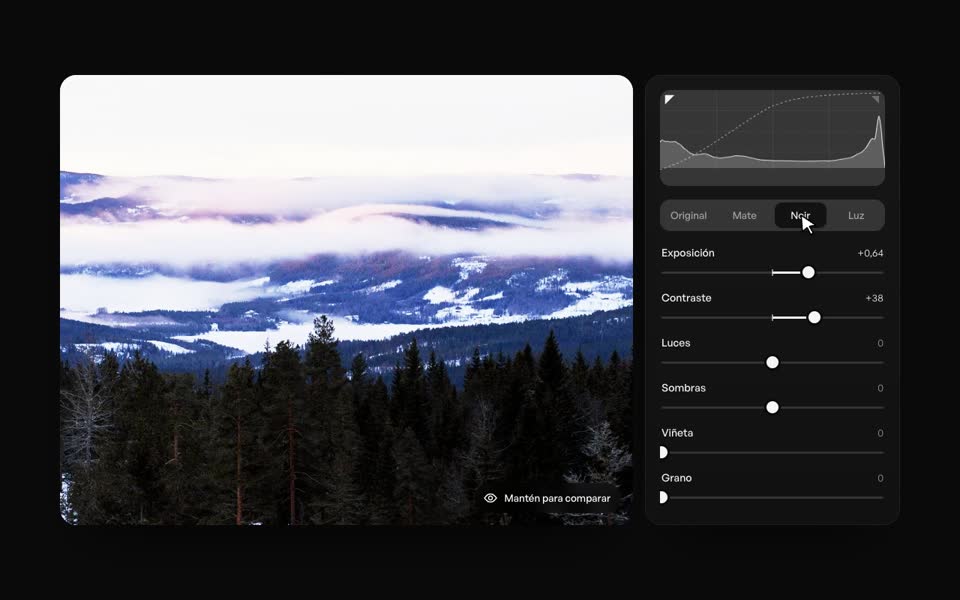 Original Mate Noir Luz
Exposición +0,64
Contraste +38
Luces 0
Sombras 0
Viñeta 0
Grano 0
Mantén para comparar